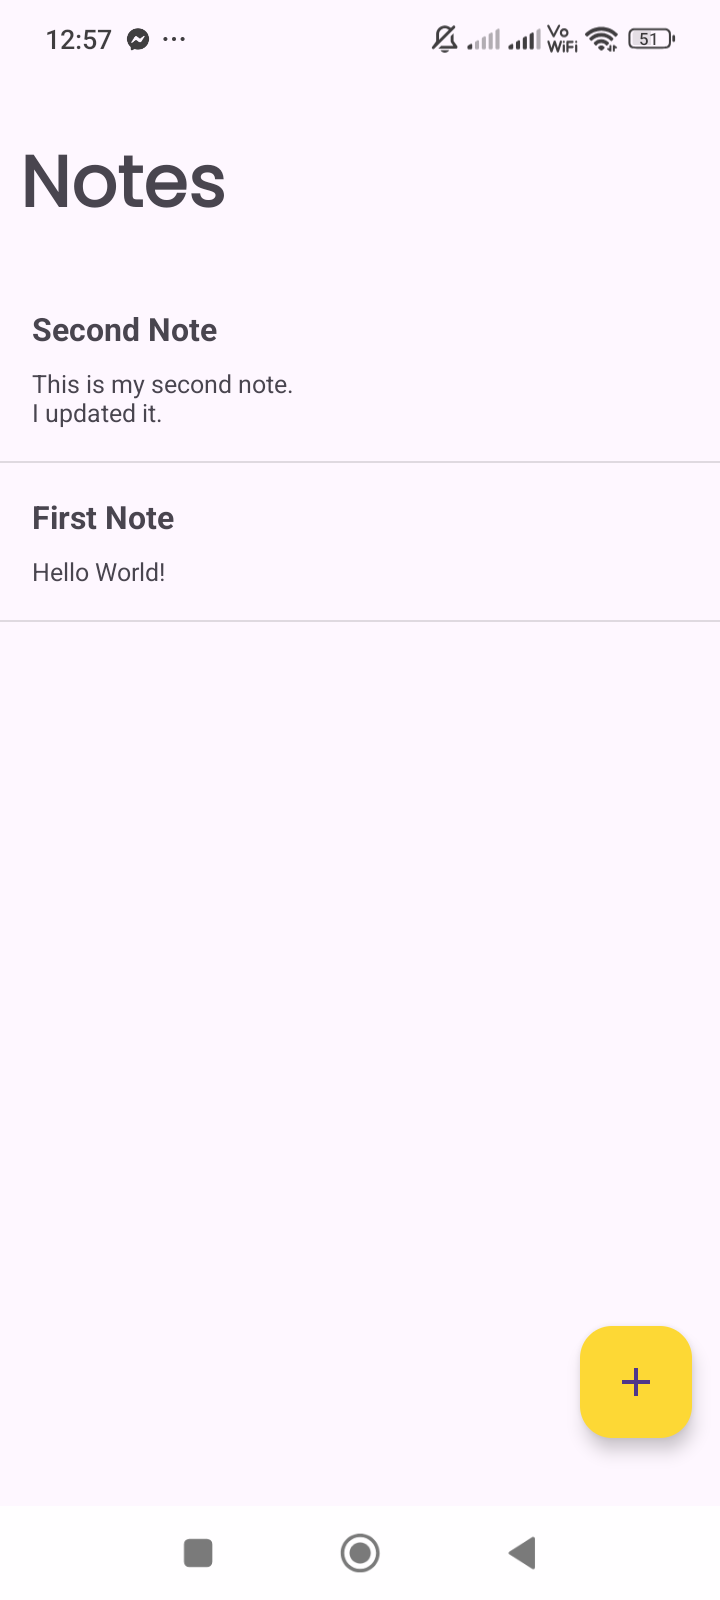 12:57
Vo
WiFi
51
Notes
Second Note
This is my second note.
I updated it.
First Note
Hello World!